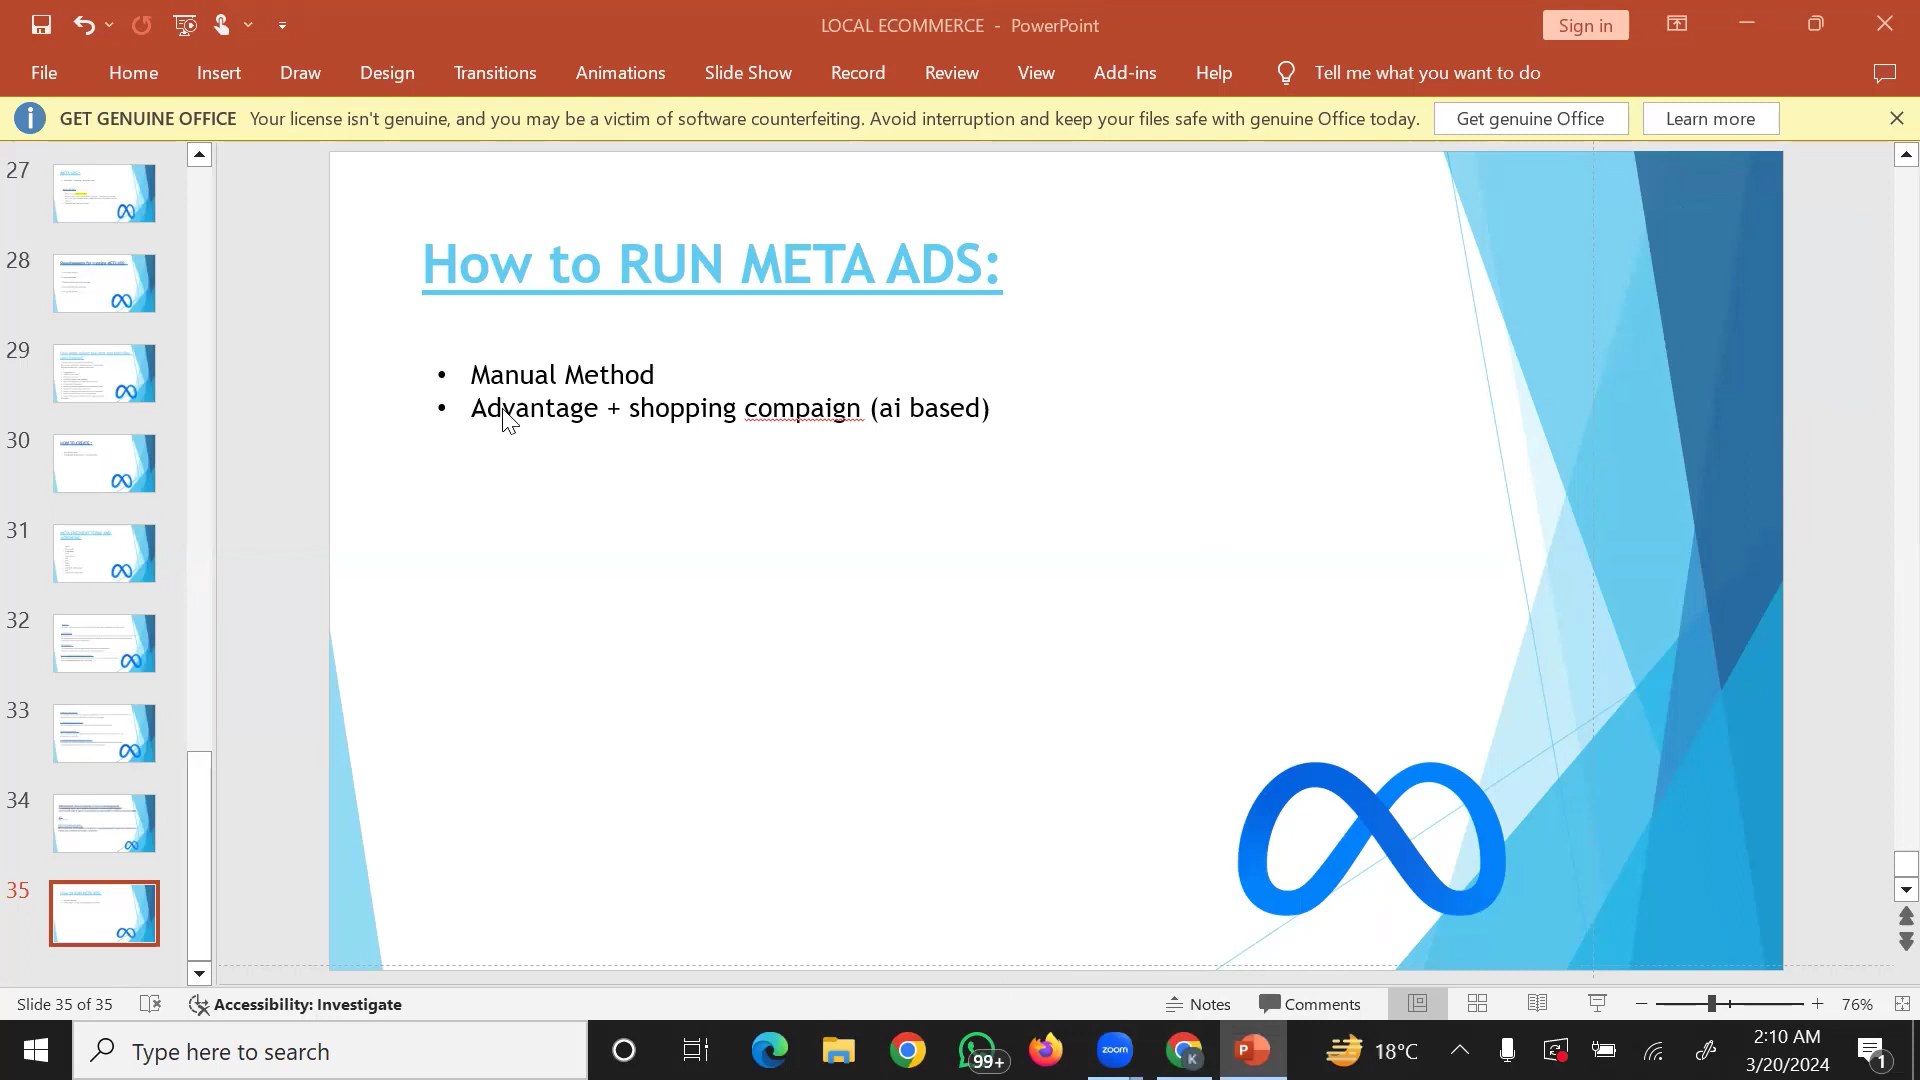 LOCAL ECOMMERCE - PowerPoint
Sign in
File Home Insert Draw Design Transitions Animations Slide Show Record Review View Add-ins Help Tell me what you want to do
GET GENUINE OFFICE Your license isn't genuine, and you may be a victim of software counterfeiting. Avoid interruption and keep your files safe with genuine Office today. Get genuine Office Learn more
27
28
29
30
31
32
33
34
35
How to RUN META ADS:
• Manual Method
• Advantage + shopping compaign (ai based)
Slide 35 of 35 Accessibility: Investigate Notes Comments 76%
Type here to search
99+
zoom
K
18°C
2:10 AM
3/20/2024
1